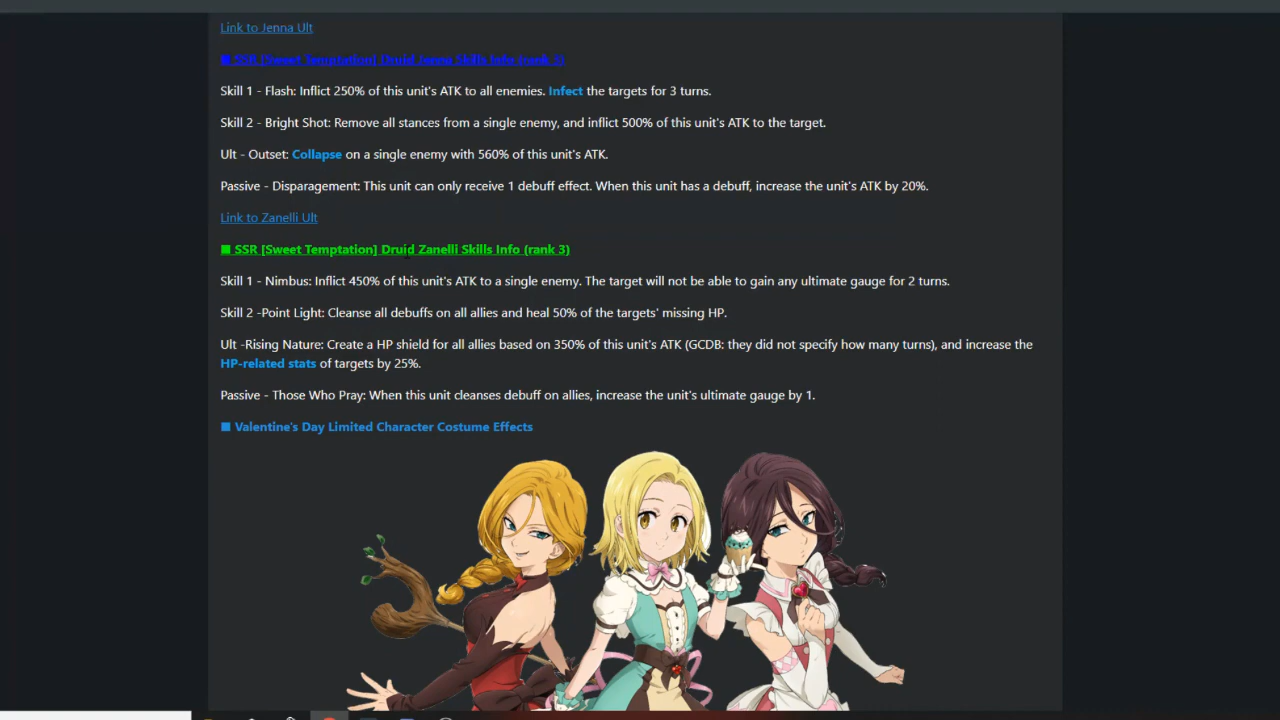 Link to Jenna Ult
■ SSR [Sweet Temptation] Druid Jenna Skills Info (rank 3)
Skill 1 - Flash: Inflict 250% of this unit's ATK to all enemies. Infect the targets for 3 turns.
Skill 2 - Bright Shot: Remove all stances from a single enemy, and inflict 500% of this unit's ATK to the target.
Ult - Outset: Collapse on a single enemy with 560% of this unit's ATK.
Passive - Disparagement: This unit can only receive 1 debuff effect. When this unit has a debuff, increase the unit's ATK by 20%.
Link to Zanelli Ult
■ SSR [Sweet Temptation] Druid Zanelli Skills Info (rank 3)
Skill 1 - Nimbus: Inflict 450% of this unit's ATK to a single enemy. The target will not be able to gain any ultimate gauge for 2 turns.
Skill 2 -Point Light: Cleanse all debuffs on all allies and heal 50% of the targets' missing HP.
Ult -Rising Nature: Create a HP shield for all allies based on 350% of this unit's ATK (GCDB: they did not specify how many turns), and increase the
HP-related stats of targets by 25%.
Passive - Those Who Pray: When this unit cleanses debuff on allies, increase the unit's ultimate gauge by 1.
■ Valentine's Day Limited Character Costume Effects